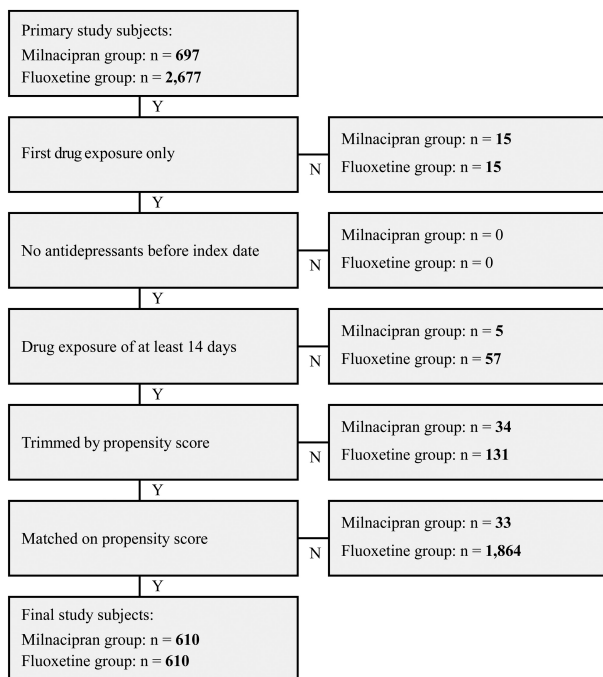 Primary study subjects:
Milnacipran group: n = 697
Fluoxetine group: n = 2,677
Y
First drug exposure only
N
Milnacipran group: n = 15
Fluoxetine group: n = 15
Y
No antidepressants before index date
N
Milnacipran group: n = 0
Fluoxetine group: n = 0
Y
Drug exposure of at least 14 days
N
Milnacipran group: n = 5
Fluoxetine group: n = 57
Y
Trimmed by propensity score
N
Milnacipran group: n = 34
Fluoxetine group: n = 131
Y
Matched on propensity score
N
Milnacipran group: n = 33
Fluoxetine group: n = 1,864
Y
Final study subjects:
Milnacipran group: n = 610
Fluoxetine group: n = 610